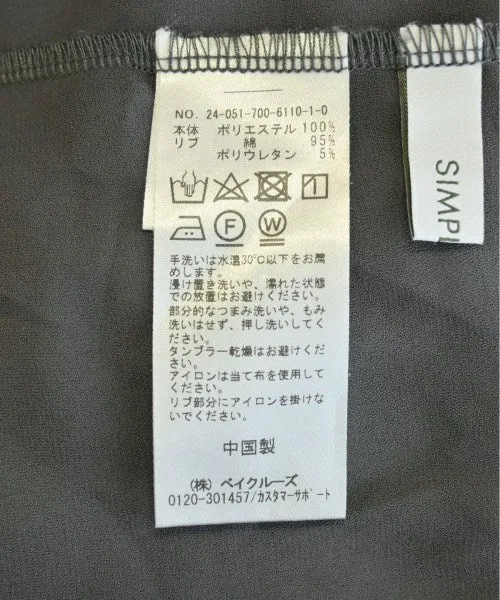 NO. 24-051-700-6110-1-0
本体 ポリエステル 100%
リブ 綿 95%
ポリウレタン 5%
F W
手洗いは水温30℃以下をお薦
めします。
浸け置き洗いや、濡れた状態
での放置はお避けください。
部分的なつまみ洗いや、もみ
洗いはせず、押し洗いしてく
ださい。
タンブラー乾燥はお避けください。
アイロンは当て布を使用して
ください。
リブ部分にアイロンを掛けな
いでください。
中国製
(株) ベイクルーズ
0120-301457/カスタマーサポート
SIMPL